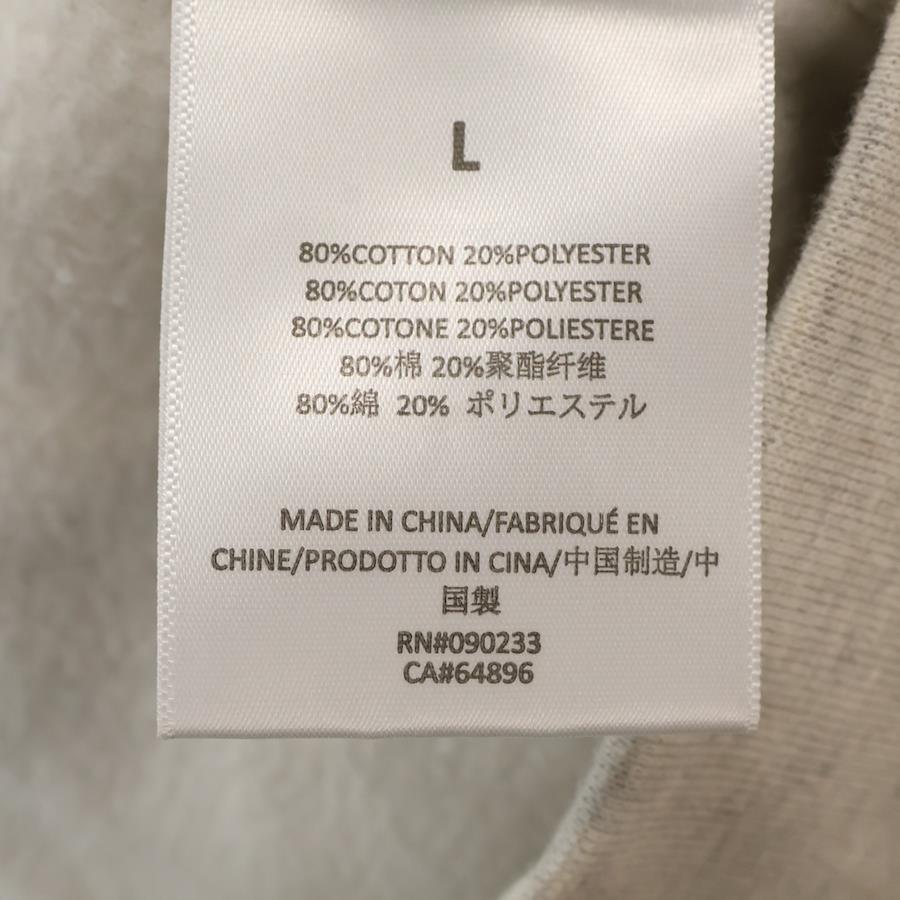 L
80%COTTON 20%POLYESTER
80%COTON 20%POLYESTER
80%COTONE 20%POLIESTERE
80%棉 20%聚酯纤维
80%綿 20% ポリエステル
MADE IN CHINA/FABRIQUÉ EN
CHINE/PRODOTTO IN CINA/中国制造/中
国製
RN#090233
CA#64896